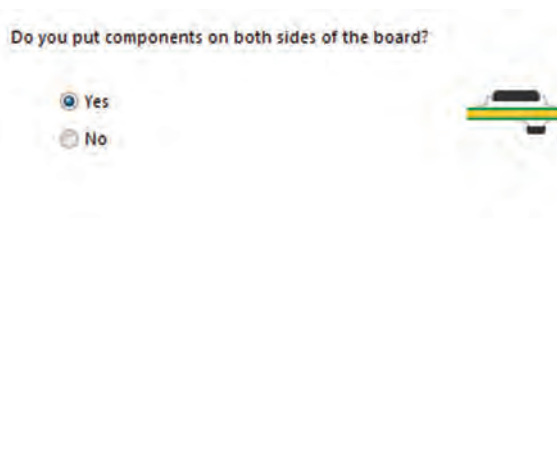 Do you put components on both sides of the board?
Yes
No